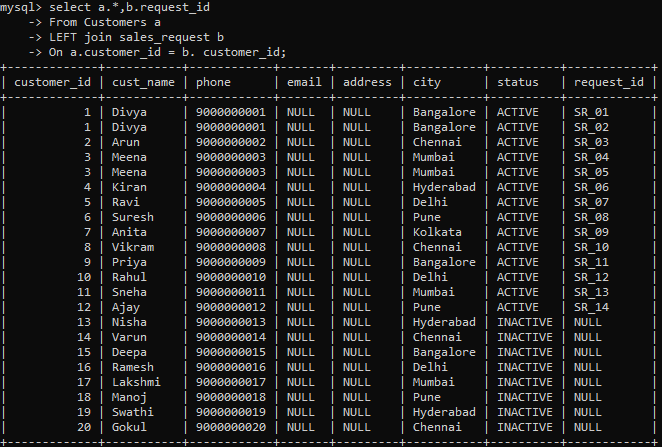 mysql> select a.*,b.request_id
    -> From Customers a
    -> LEFT join sales_request b
    -> On a.customer_id = b. customer_id;
+-------------+-----------+------------+-------+---------+-----------+----------+------------+
| customer_id | cust_name | phone      | email | address | city      | status   | request_id |
+-------------+-----------+------------+-------+---------+-----------+----------+------------+
|           1 | Divya     | 9000000001 | NULL  | NULL    | Bangalore | ACTIVE   | SR_01      |
|           1 | Divya     | 9000000001 | NULL  | NULL    | Bangalore | ACTIVE   | SR_02      |
|           2 | Arun      | 9000000002 | NULL  | NULL    | Chennai   | ACTIVE   | SR_03      |
|           3 | Meena     | 9000000003 | NULL  | NULL    | Mumbai    | ACTIVE   | SR_04      |
|           3 | Meena     | 9000000003 | NULL  | NULL    | Mumbai    | ACTIVE   | SR_05      |
|           4 | Kiran     | 9000000004 | NULL  | NULL    | Hyderabad | ACTIVE   | SR_06      |
|           5 | Ravi      | 9000000005 | NULL  | NULL    | Delhi     | ACTIVE   | SR_07      |
|           6 | Suresh    | 9000000006 | NULL  | NULL    | Pune      | ACTIVE   | SR_08      |
|           7 | Anita     | 9000000007 | NULL  | NULL    | Kolkata   | ACTIVE   | SR_09      |
|           8 | Vikram    | 9000000008 | NULL  | NULL    | Chennai   | ACTIVE   | SR_10      |
|           9 | Priya     | 9000000009 | NULL  | NULL    | Bangalore | ACTIVE   | SR_11      |
|          10 | Rahul     | 9000000010 | NULL  | NULL    | Delhi     | ACTIVE   | SR_12      |
|          11 | Sneha     | 9000000011 | NULL  | NULL    | Mumbai    | ACTIVE   | SR_13      |
|          12 | Ajay      | 9000000012 | NULL  | NULL    | Pune      | ACTIVE   | SR_14      |
|          13 | Nisha     | 9000000013 | NULL  | NULL    | Hyderabad | INACTIVE | NULL       |
|          14 | Varun     | 9000000014 | NULL  | NULL    | Chennai   | INACTIVE | NULL       |
|          15 | Deepa     | 9000000015 | NULL  | NULL    | Bangalore | INACTIVE | NULL       |
|          16 | Ramesh    | 9000000016 | NULL  | NULL    | Delhi     | INACTIVE | NULL       |
|          17 | Lakshmi   | 9000000017 | NULL  | NULL    | Mumbai    | INACTIVE | NULL       |
|          18 | Manoj     | 9000000018 | NULL  | NULL    | Pune      | INACTIVE | NULL       |
|          19 | Swathi    | 9000000019 | NULL  | NULL    | Hyderabad | INACTIVE | NULL       |
|          20 | Gokul     | 9000000020 | NULL  | NULL    | Chennai   | INACTIVE | NULL       |
+-------------+-----------+------------+-------+---------+-----------+----------+------------+